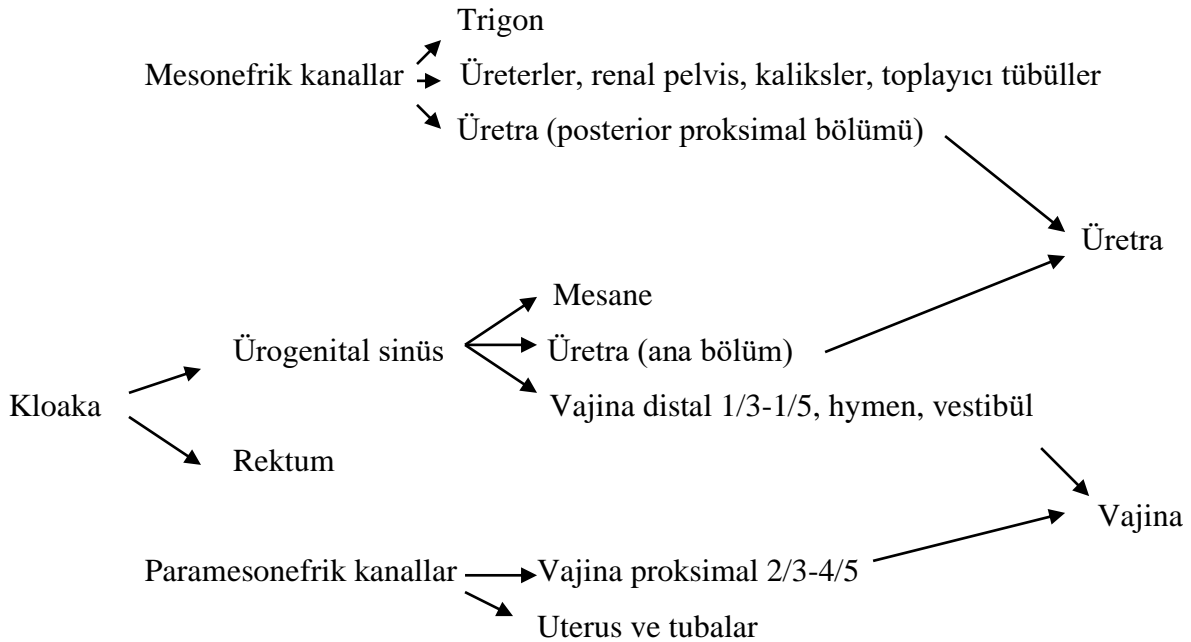 Trigon
Mesonefrik kanallar
Üreterler, renal pelvis, kaliksler, toplayıcı tübüller
Üretra (posterior proksimal bölümü)
Üretra
Mesane
Ürogenital sinüs
Üretra (ana bölüm)
Kloaka
Vajina distal 1/3-1/5, hymen, vestibül
Rektum
Vajina
Paramesonefrik kanallar
Vajina proksimal 2/3-4/5
Uterus ve tubalar